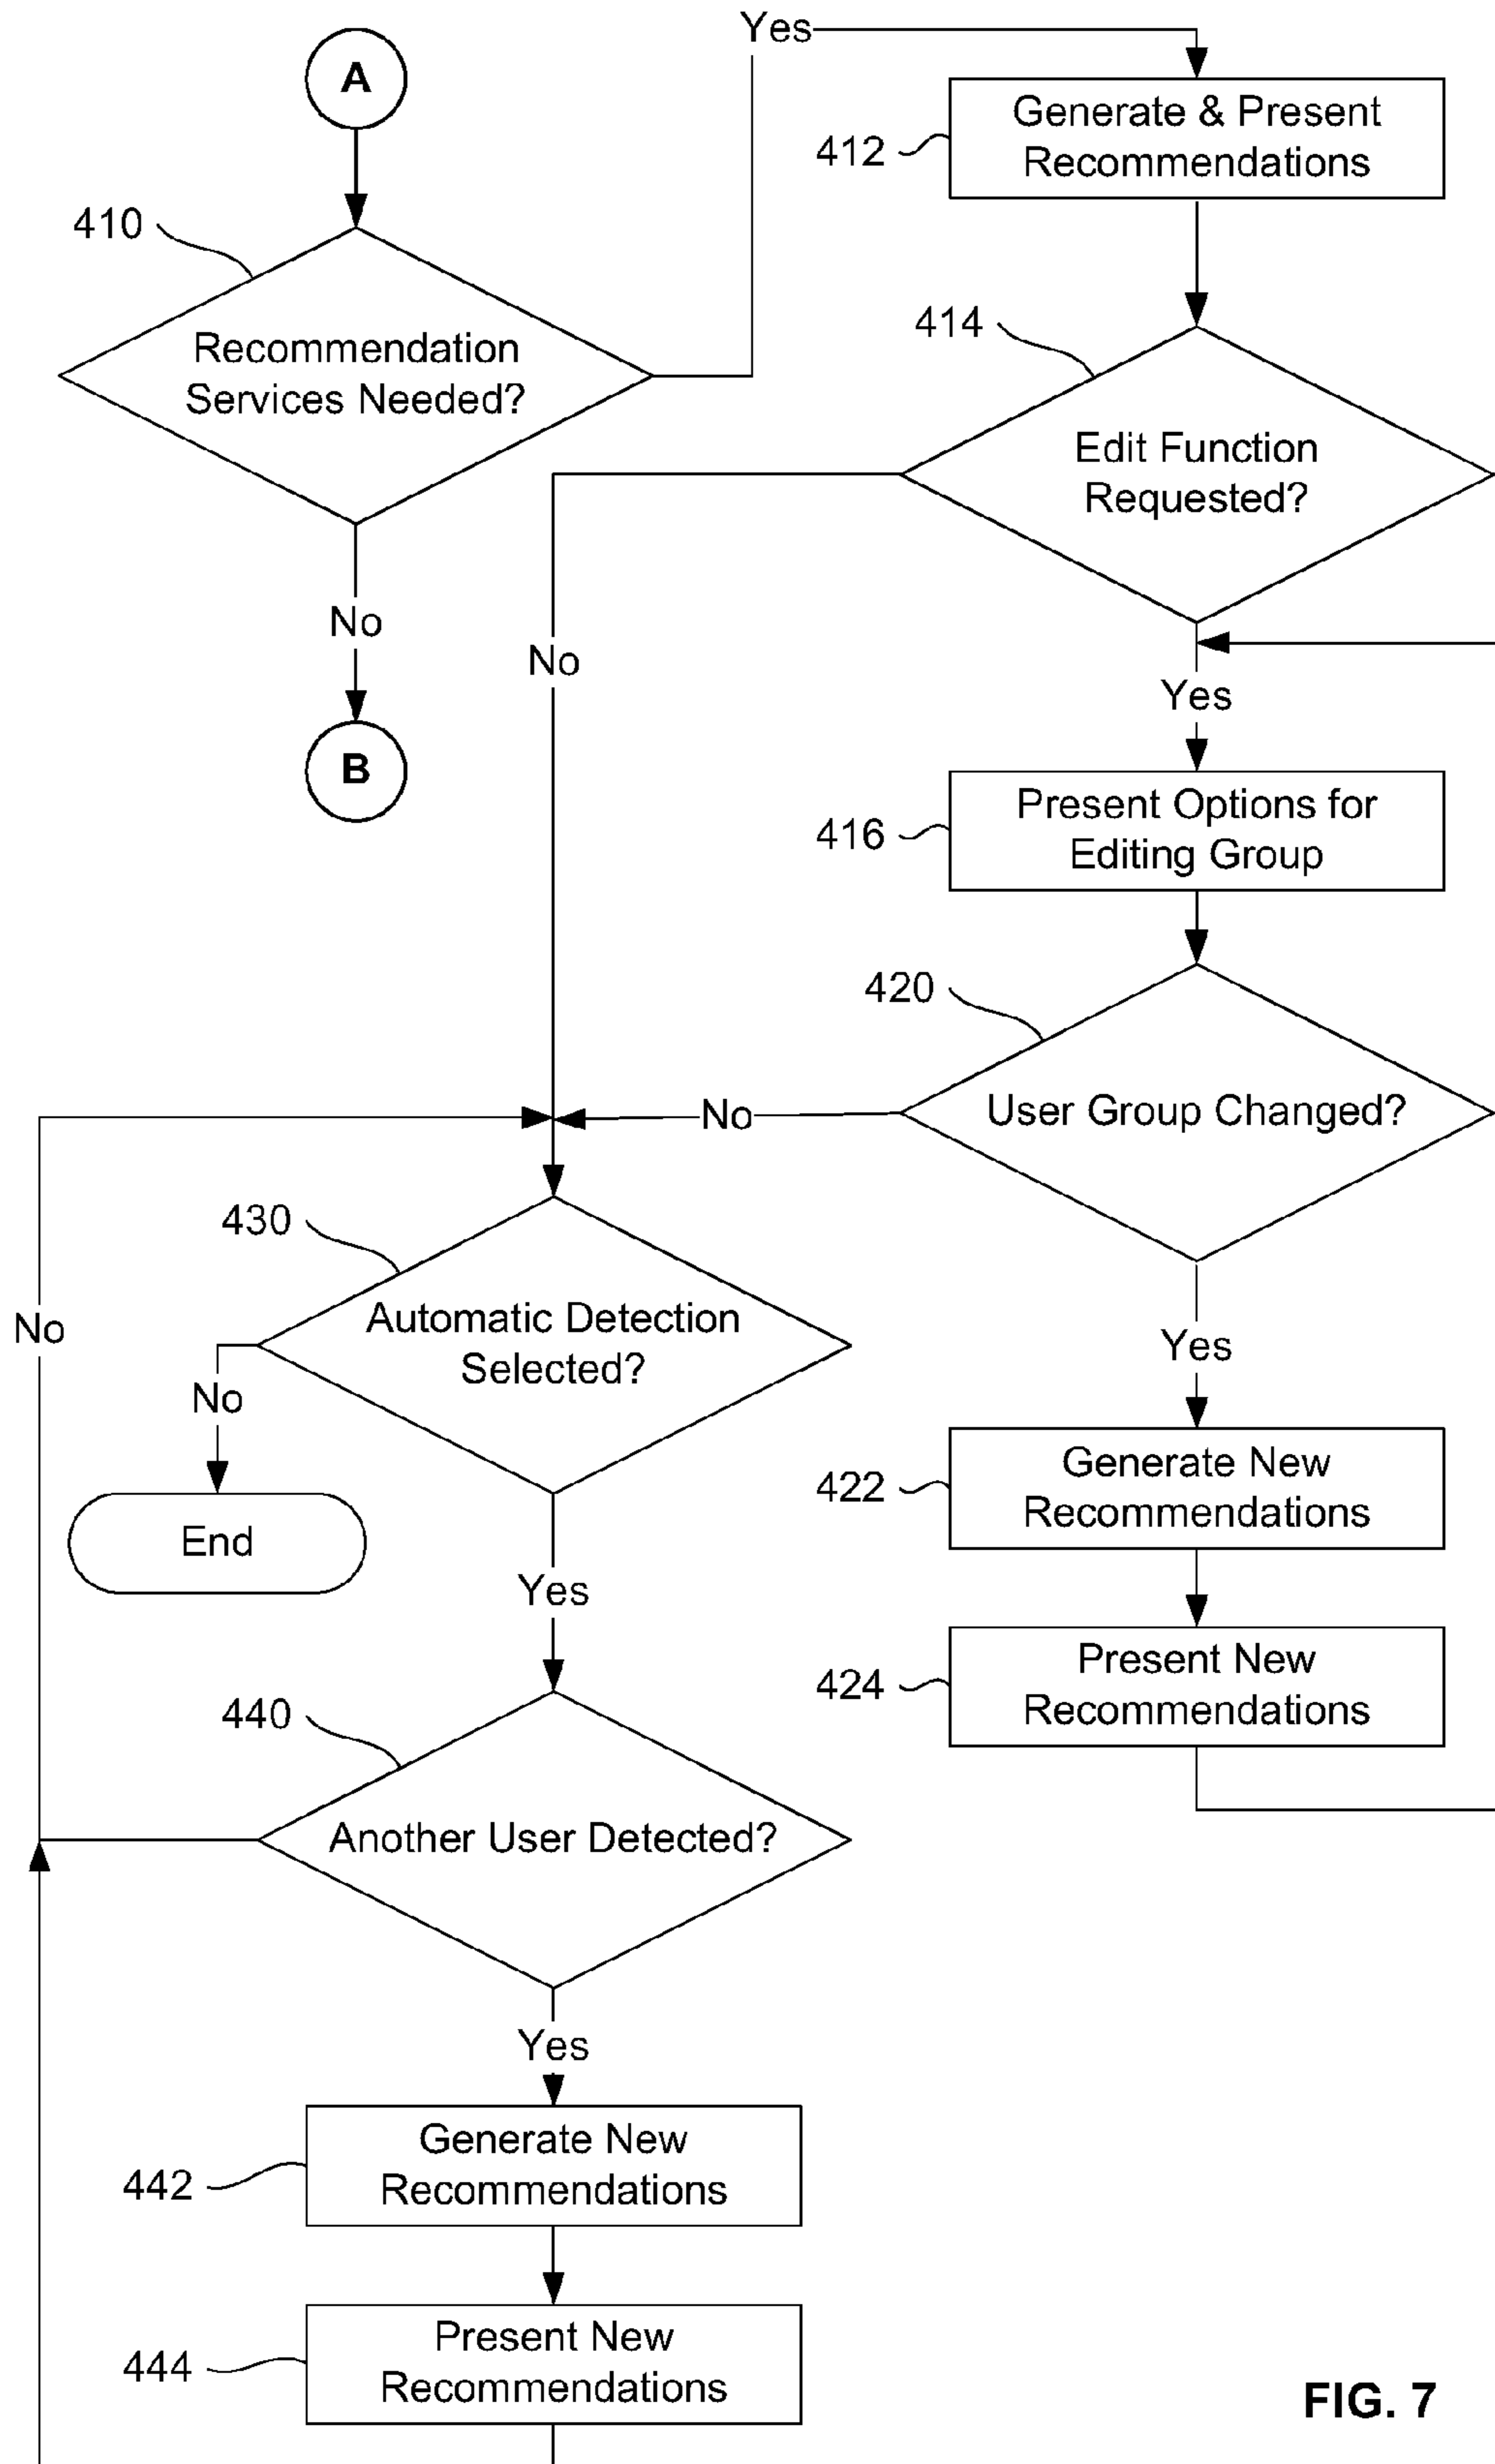 A
410
Recommendation
Services Needed?
No
B
Yes
412
Generate & Present
Recommendations
414
Edit Function
Requested?
No
Yes
416
Present Options for
Editing Group
420
User Group Changed?
No
Yes
422
Generate New
Recommendations
424
Present New
Recommendations
430
Automatic Detection
Selected?
No
End
Yes
440
Another User Detected?
No
Yes
442
Generate New
Recommendations
444
Present New
Recommendations
FIG. 7